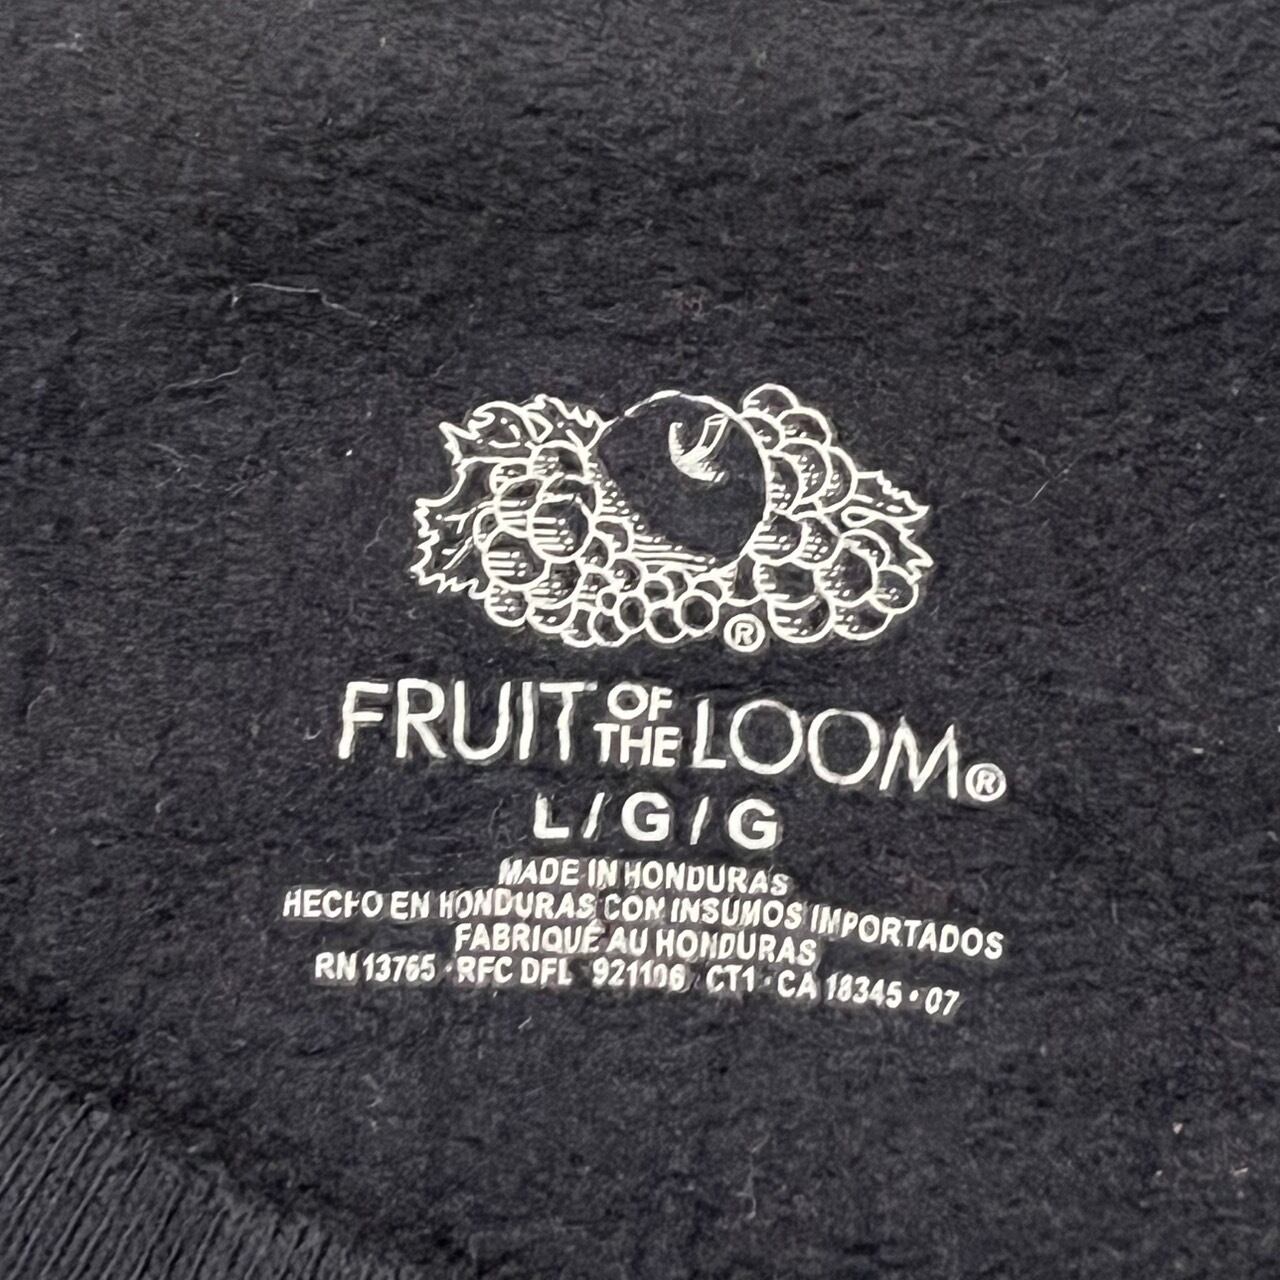 ®
FRUIT OF THE LOOM®
L / G / G
MADE IN HONDURAS
HECHO EN HONDURAS CON INSUMOS IMPORTADOS
FABRIQUÉ AU HONDURAS
RN 13765 · RFC DFL 921106 CT1 · CA 18345 · 07